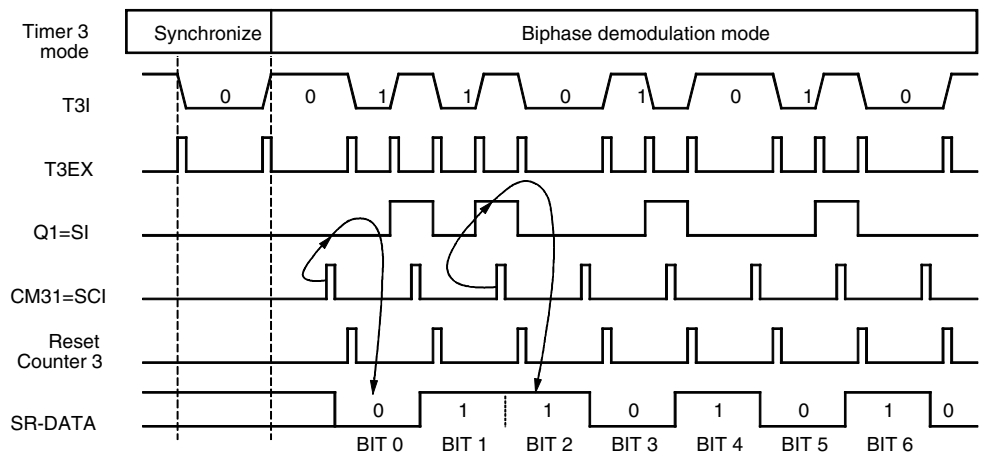 Timer 3 mode
Synchronize
Biphase demodulation mode
T3I
0 0 1 1 0 1 0 1 0
T3EX
Q1=SI
CM31=SCI
Reset
Counter 3
SR-DATA
0 1 1 0 1 0 1 0
BIT 0 BIT 1 BIT 2 BIT 3 BIT 4 BIT 5 BIT 6